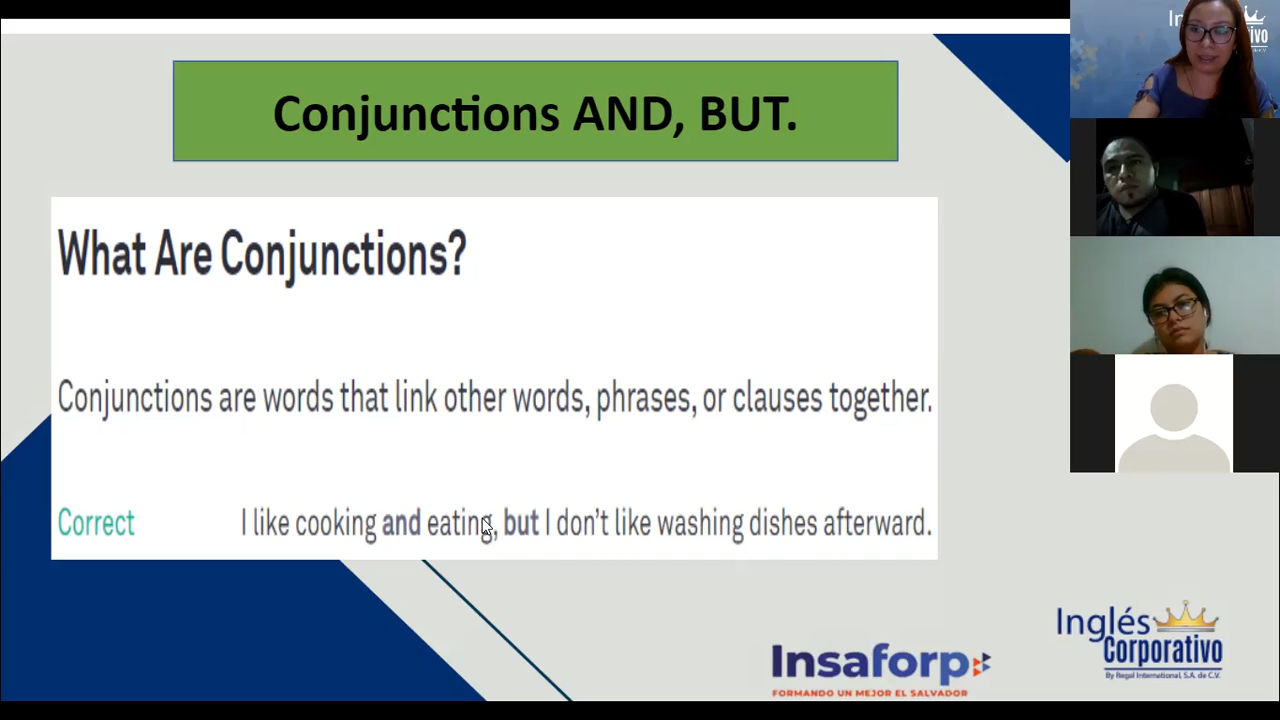 Conjunctions AND, BUT.
What Are Conjunctions?
Conjunctions are words that link other words, phrases, or clauses together.
Correct I like cooking and eating, but I don't like washing dishes afterward.
Insaforp
FORMANDO UN MEJOR EL SALVADOR
Inglés
Corporativo
By Regal International, S.A. de C.V.